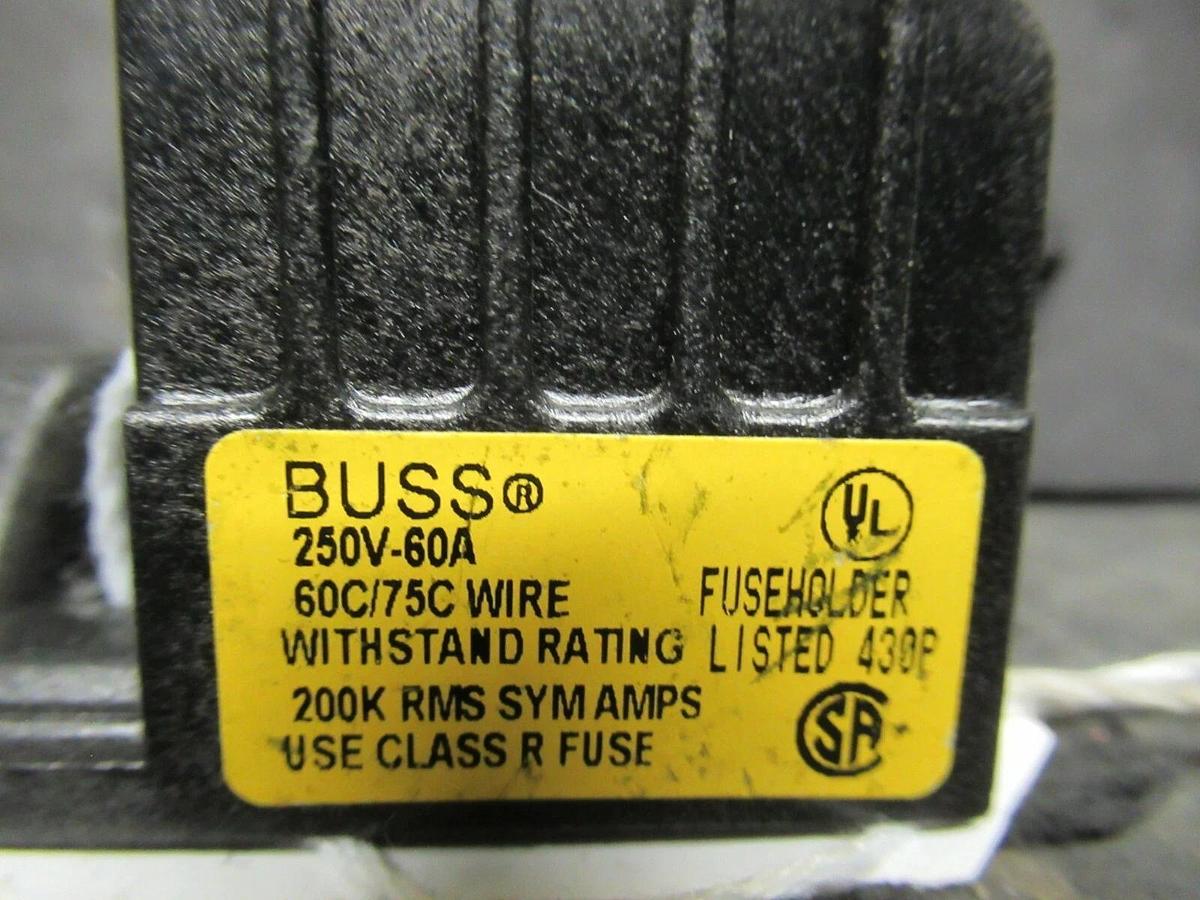 BUSS®
250V-60A
60C/75C WIRE
WITHSTAND RATING
200K RMS SYM AMPS
USE CLASS R FUSE
UL
FUSEHOLDER
LISTED 430P
SA